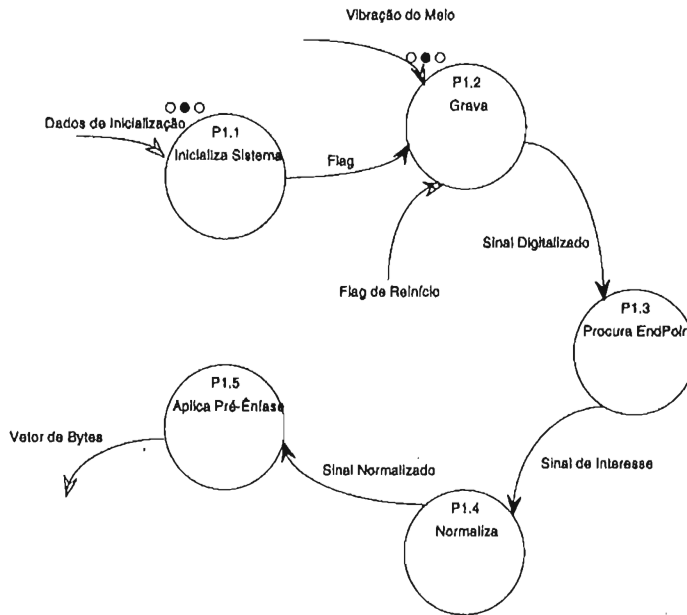 Vibração do Meio
P1.2
Grava
Dados de Inicialização
P1.1
Inicializa Sistema
Flag
Sinal Digitalizado
Flag de Reinício
P1.3
Procura EndPoin
P1.5
Aplica Pré-Ênfase
Vetor de Bytes
Sinal Normalizado
Sinal de Interesse
P1.4
Normaliza